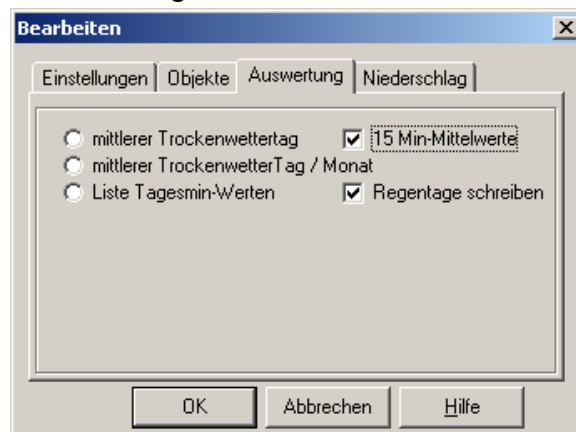 Bearbeiten
Einstellungen Objekte Auswertung Niederschlag
mittlerer Trockenwettertag 15 Min-Mittelwerte
mittlerer TrockenwetterTag / Monat
Liste Tagesmin-Werten Regentage schreiben
OK Abbrechen Hilfe